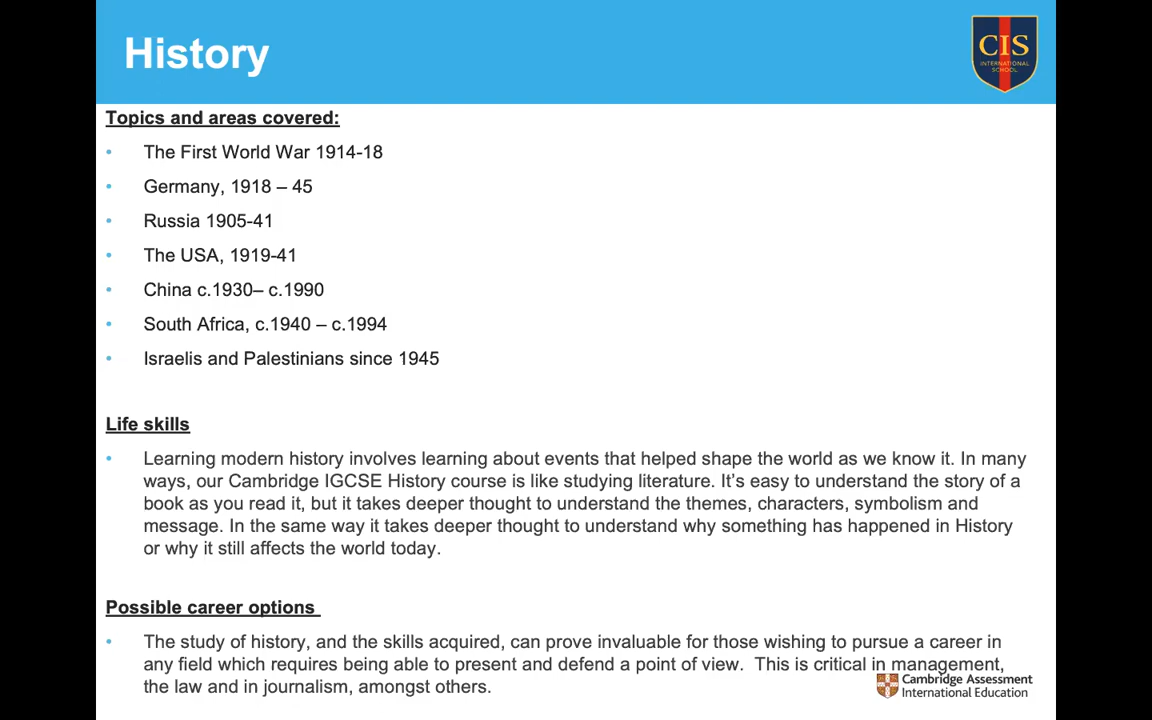 History
CIS
INTERNATIONAL
SCHOOL
Topics and areas covered:
• The First World War 1914-18
• Germany, 1918 – 45
• Russia 1905-41
• The USA, 1919-41
• China c.1930– c.1990
• South Africa, c.1940 – c.1994
• Israelis and Palestinians since 1945
Life skills
• Learning modern history involves learning about events that helped shape the world as we know it. In many
ways, our Cambridge IGCSE History course is like studying literature. It’s easy to understand the story of a
book as you read it, but it takes deeper thought to understand the themes, characters, symbolism and
message. In the same way it takes deeper thought to understand why something has happened in History
or why it still affects the world today.
Possible career options
• The study of history, and the skills acquired, can prove invaluable for those wishing to pursue a career in
any field which requires being able to present and defend a point of view.  This is critical in management,
the law and in journalism, amongst others.
Cambridge Assessment
International Education